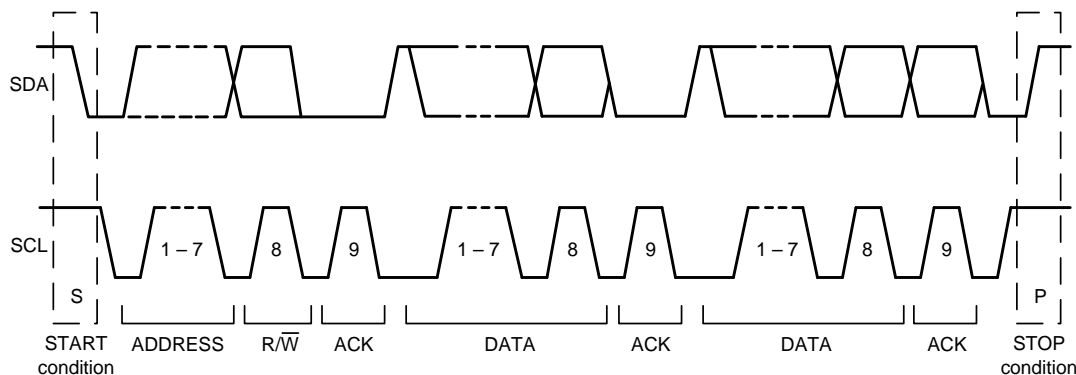 SDA
SCL
1 – 7
8
9
1 – 7
8
9
1 – 7
8
9
S
P
START
condition
ADDRESS
R/W̅
ACK
DATA
ACK
DATA
ACK
STOP
condition